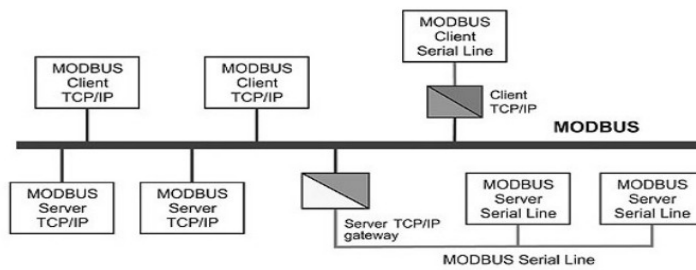 MODBUS
Client
Serial Line
MODBUS
Client
TCP/IP
MODBUS
Client
TCP/IP
Client
TCP/IP
MODBUS
MODBUS
Server
TCP/IP
MODBUS
Server
TCP/IP
Server TCP/IP
gateway
MODBUS
Server
Serial Line
MODBUS
Server
Serial Line
MODBUS Serial Line